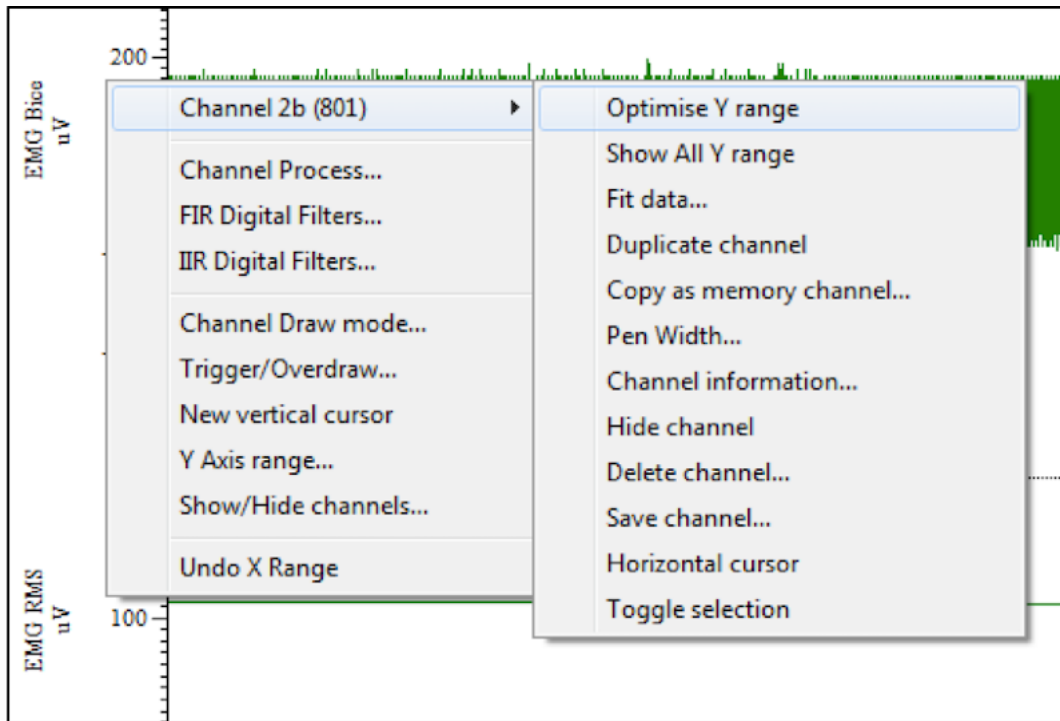 200
EMG Bice
uV
Channel 2b (801)
Channel Process...
FIR Digital Filters...
IIR Digital Filters...
Channel Draw mode...
Trigger/Overdraw...
New vertical cursor
Y Axis range...
Show/Hide channels...
Undo X Range
Optimise Y range
Show All Y range
Fit data...
Duplicate channel
Copy as memory channel...
Pen Width...
Channel information...
Hide channel
Delete channel...
Save channel...
Horizontal cursor
Toggle selection
EMG RMS
uV
100